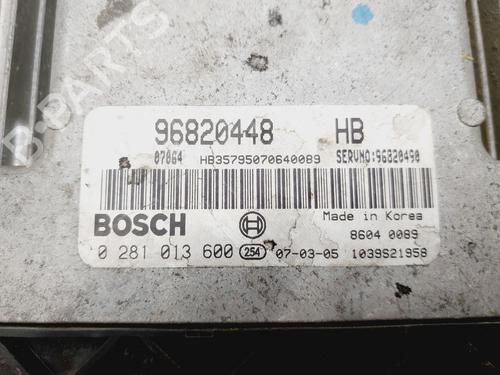 B-PARTS
96820448 HB
07064 HB35795070640089 SERVNO:96820490
BOSCH
Made in Korea
8604 0089
0 281 013 600 254 07-03-05 1039S21958